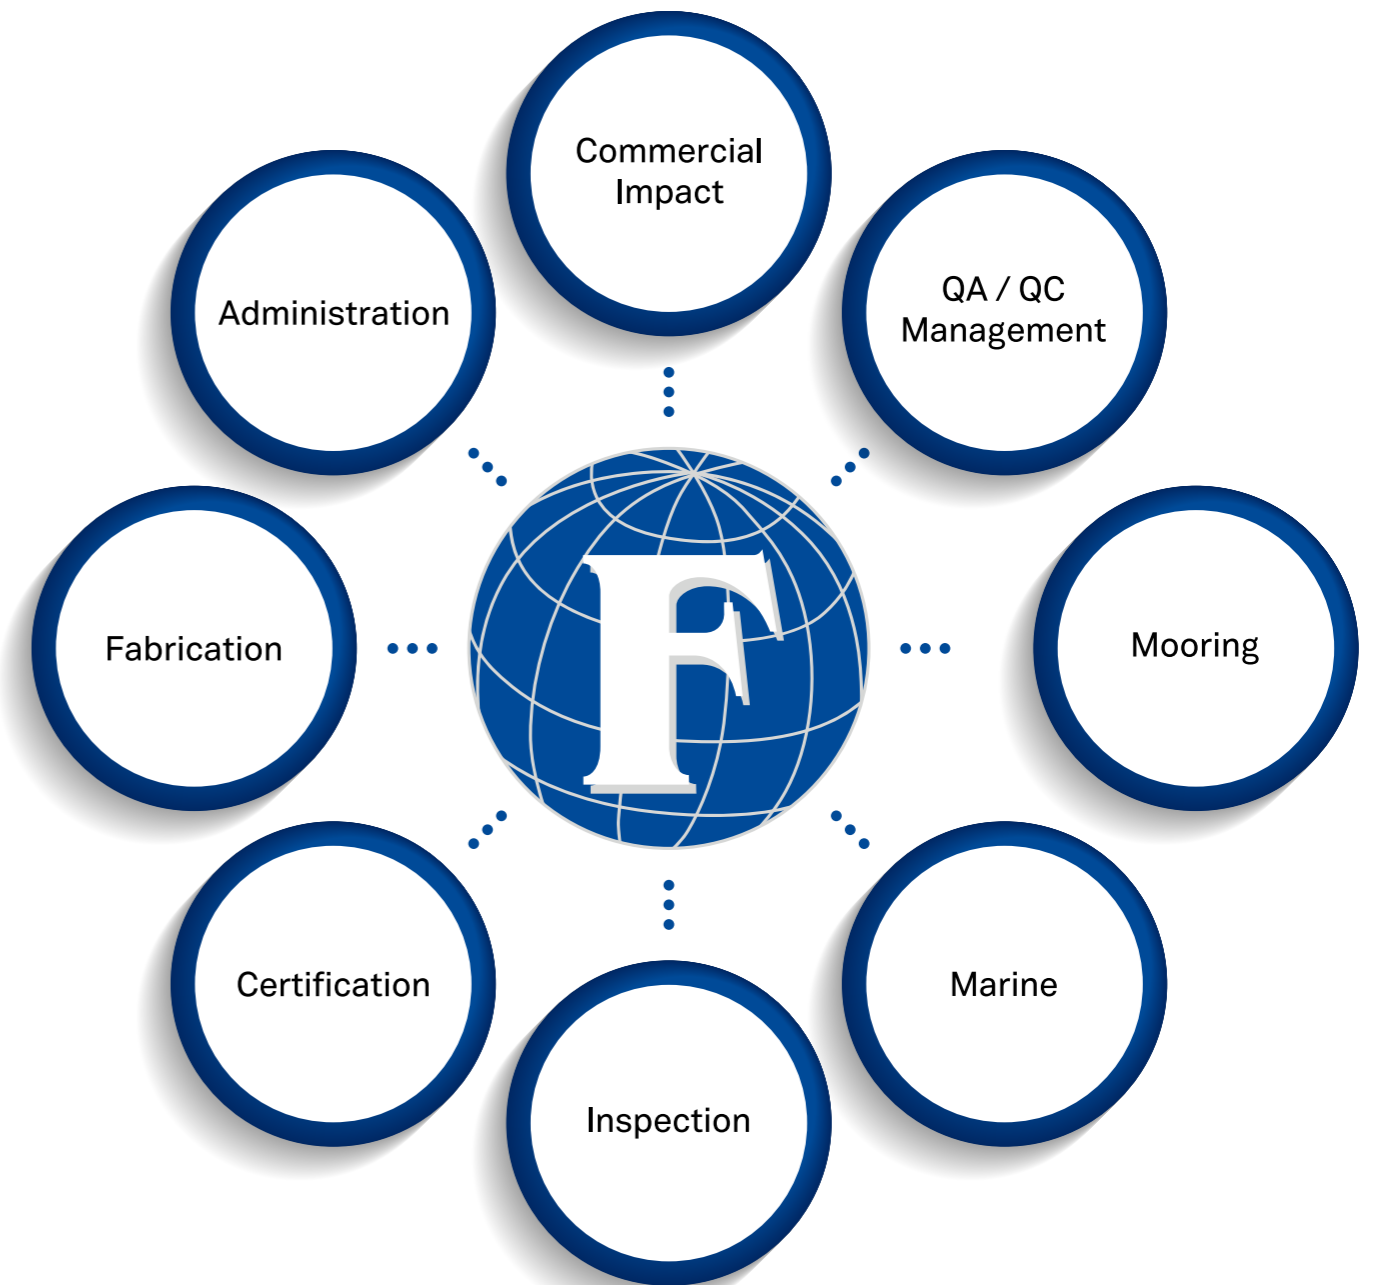 Commercial
Impact
QA / QC
Management
Administration
F
Fabrication
Mooring
Certification
Marine
Inspection